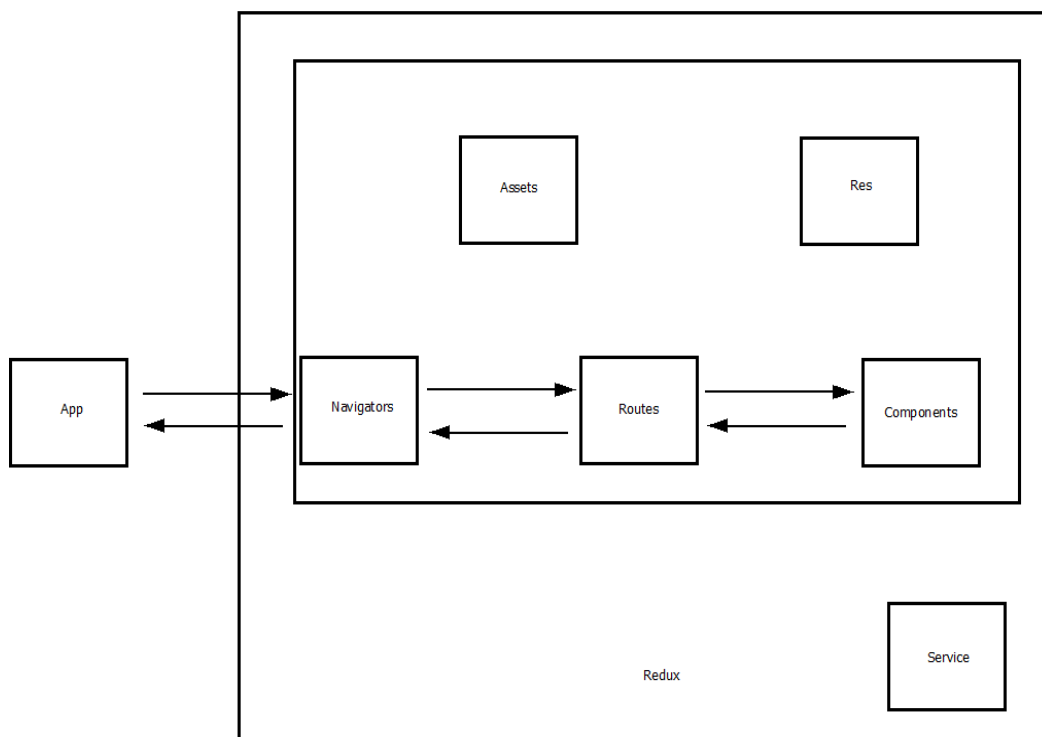 Assets
Res
App
Navigators
Routes
Components
Service
Redux